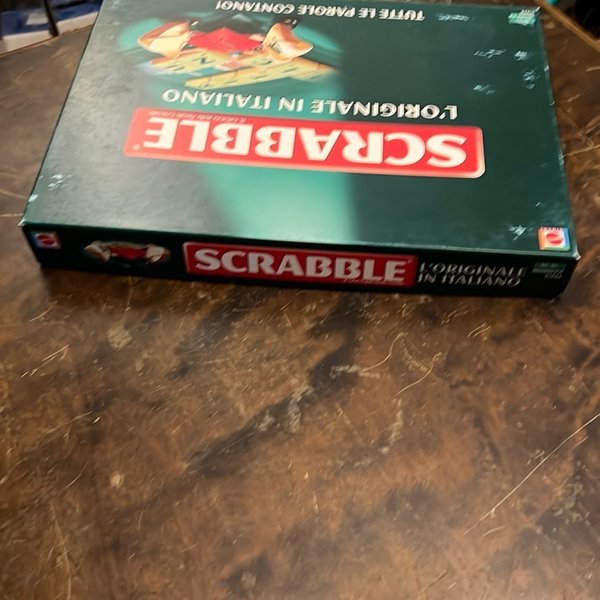 TUTTE LE PAROLE CONTANO!
L'ORIGINALE IN ITALIANO
SCRABBLE
SCRABBLE
L'ORIGINALE
IN ITALIANO